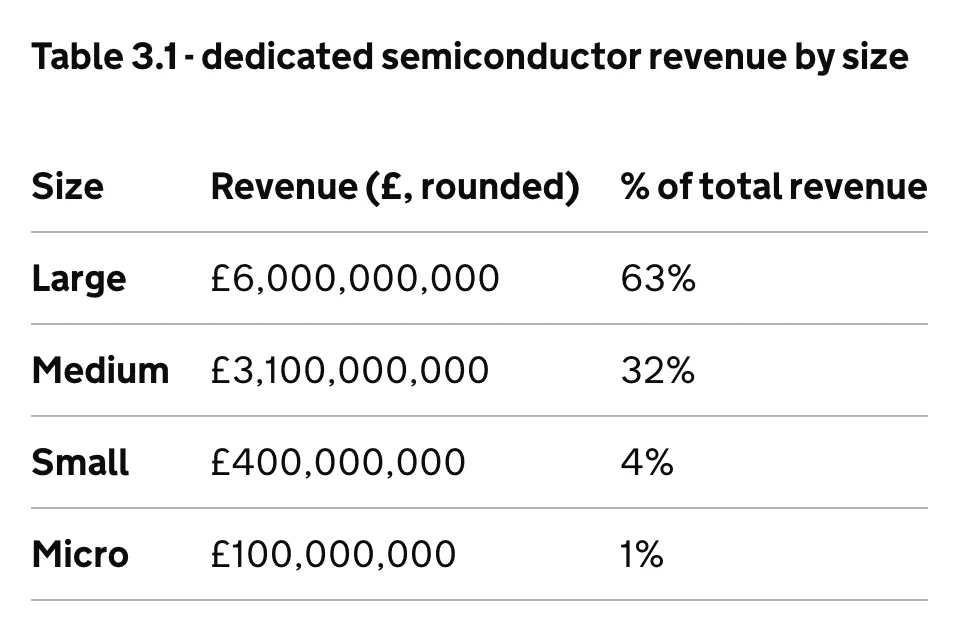 Table 3.1 - dedicated semiconductor revenue by size
Size Revenue (£, rounded) % of total revenue
Large £6,000,000,000 63%
Medium £3,100,000,000 32%
Small £400,000,000 4%
Micro £100,000,000 1%